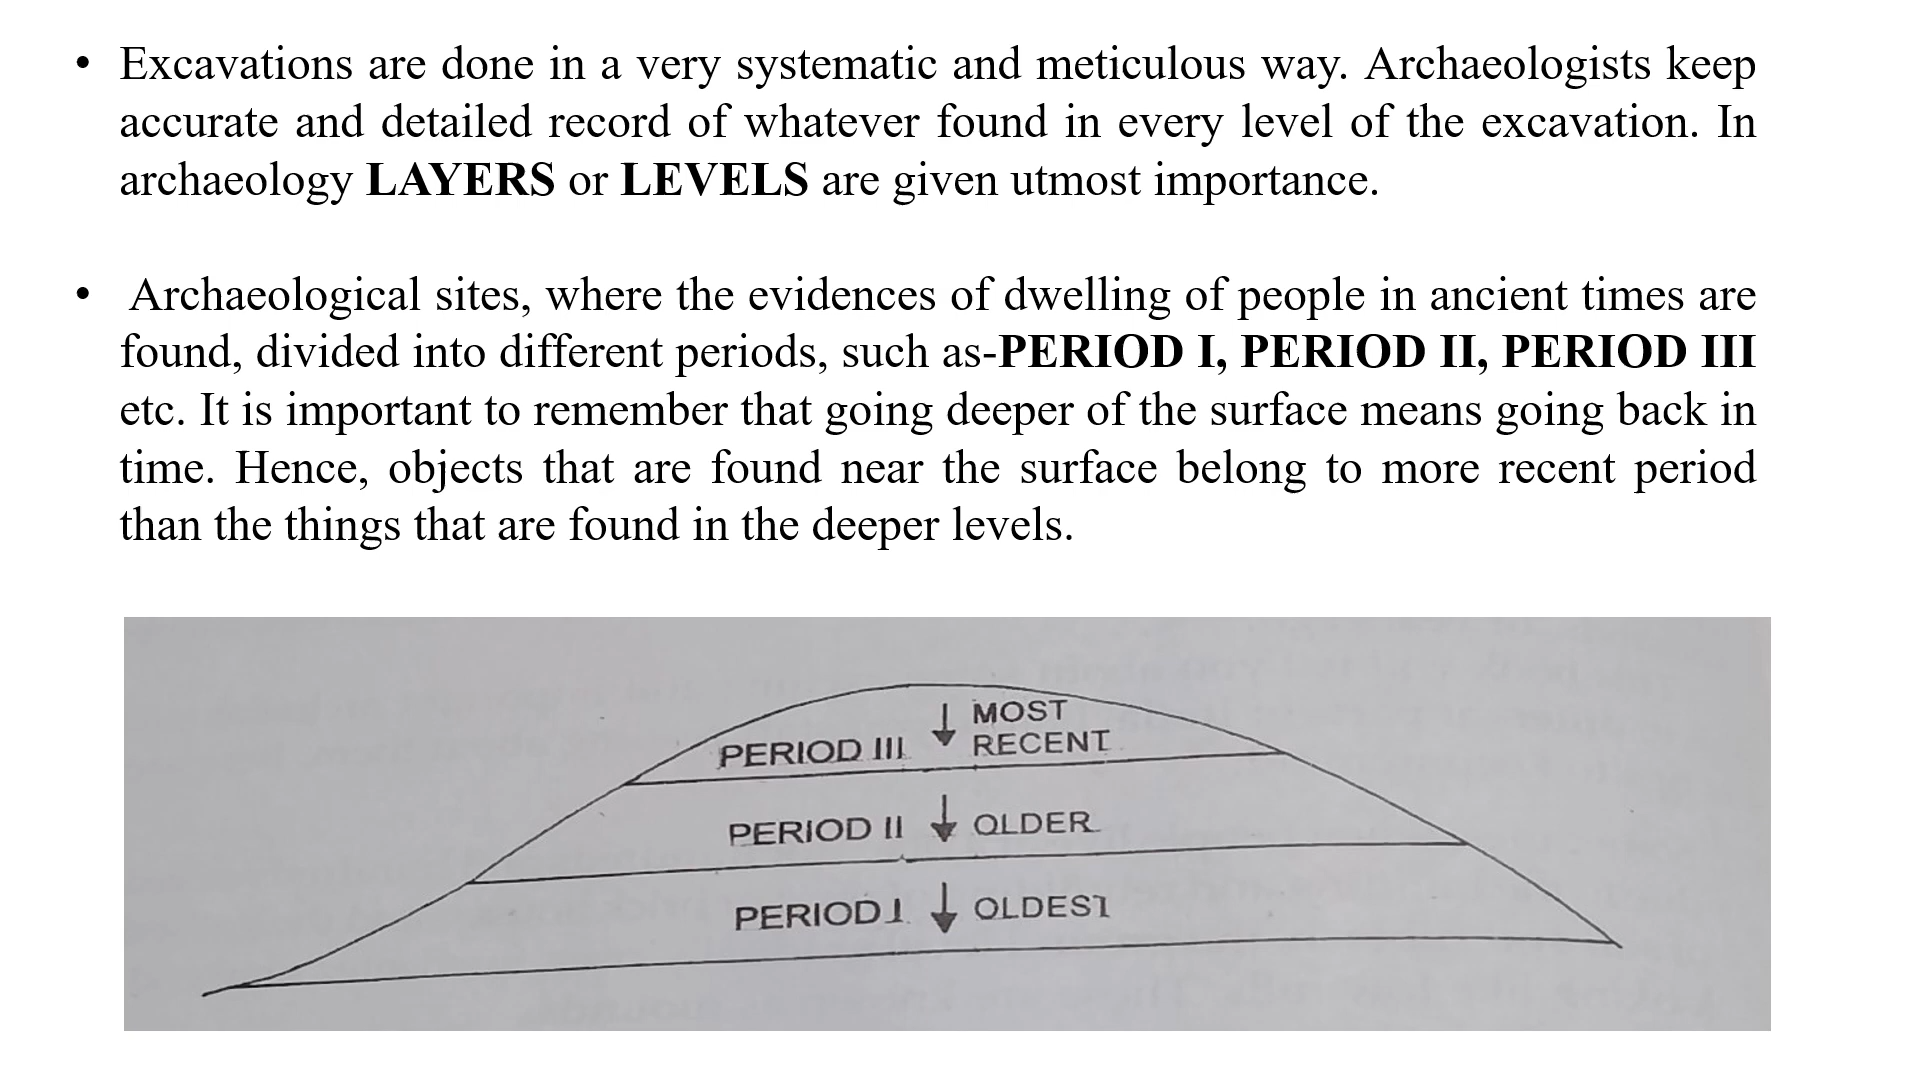 • Excavations are done in a very systematic and meticulous way. Archaeologists keep
accurate and detailed record of whatever found in every level of the excavation. In
archaeology LAYERS or LEVELS are given utmost importance.
• Archaeological sites, where the evidences of dwelling of people in ancient times are
found, divided into different periods, such as-PERIOD I, PERIOD II, PERIOD III
etc. It is important to remember that going deeper of the surface means going back in
time. Hence, objects that are found near the surface belong to more recent period
than the things that are found in the deeper levels.
PERIOD III MOST
RECENT
PERIOD II OLDER
PERIOD I OLDEST